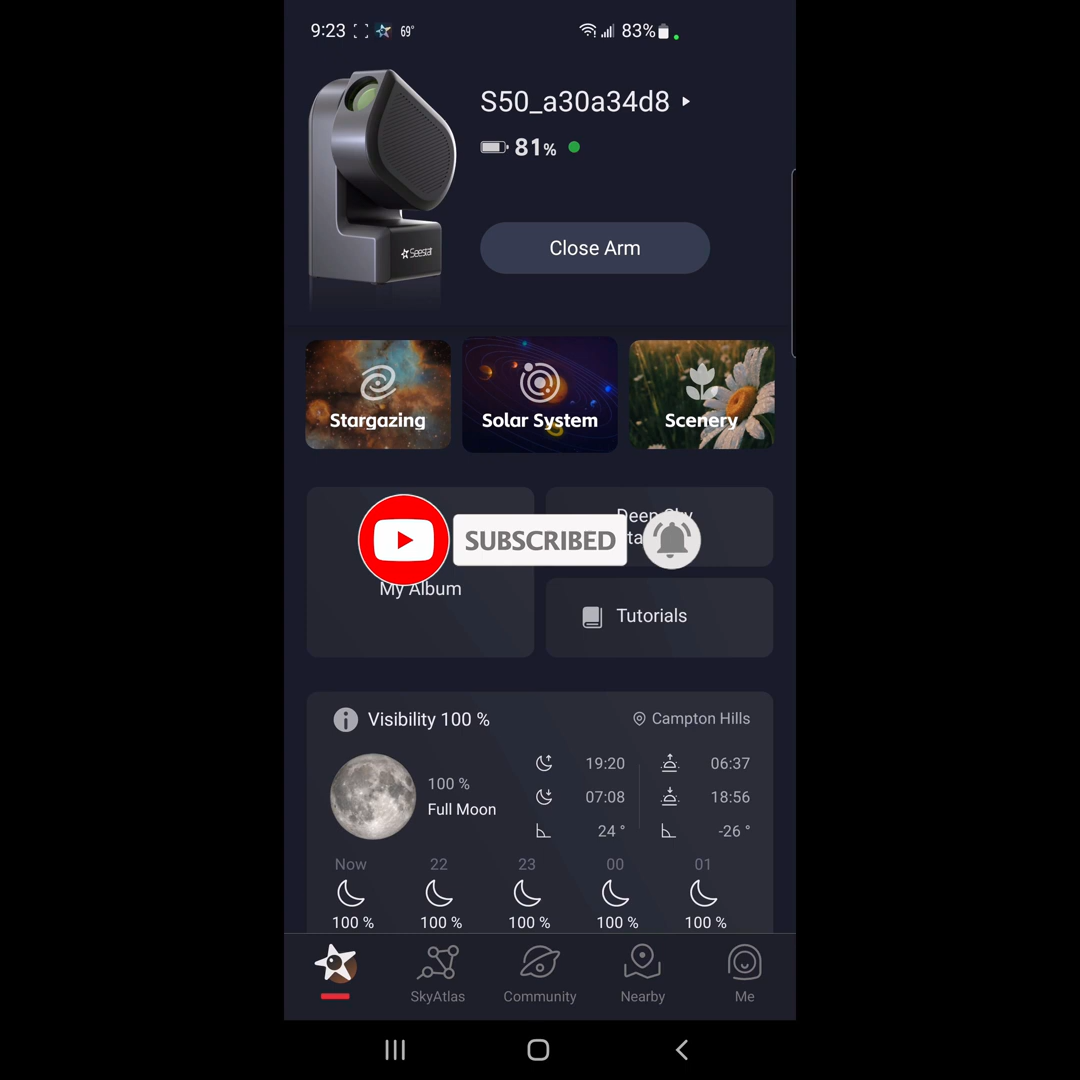 9:23 69°
83%
S50_a30a34d8
81%
Seestar
Close Arm
Stargazing
Solar System
Scenery
Deep Sky
SUBSCRIBED
My Album
Tutorials
Visibility 100 %
Campton Hills
100 %
Full Moon
19:20 06:37
07:08 18:56
24 ° -26 °
Now 22 23 00 01
100 % 100 % 100 % 100 % 100 %
SkyAtlas Community Nearby Me